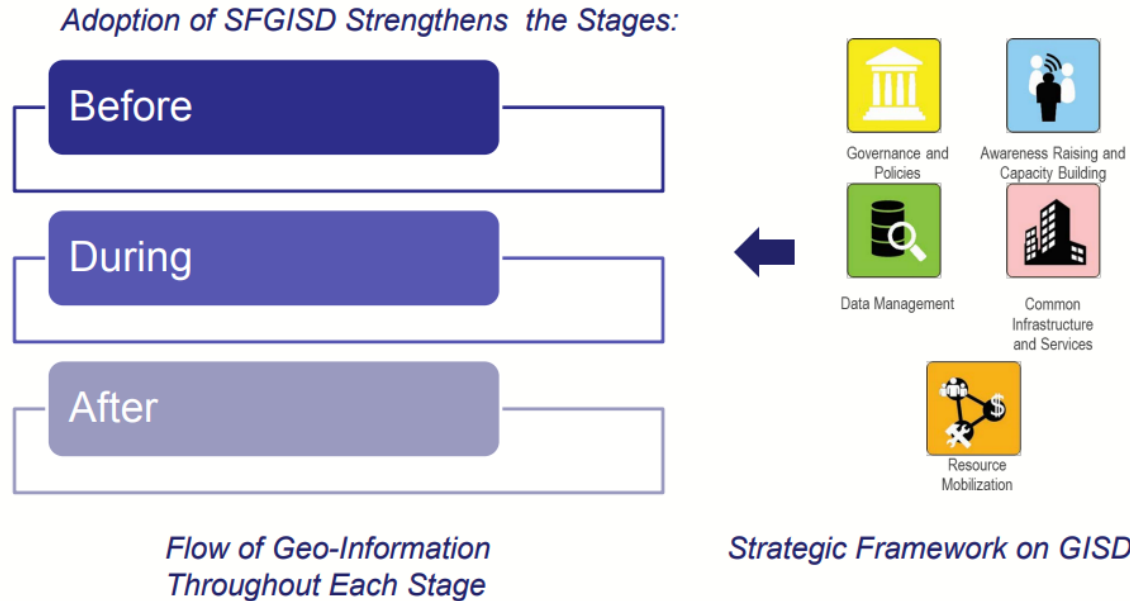 Adoption of SFGISD Strengthens the Stages:
Before
During
After
Flow of Geo-Information
Throughout Each Stage
Governance and
Policies
Awareness Raising and
Capacity Building
Data Management
Common
Infrastructure
and Services
$
Resource
Mobilization
Strategic Framework on GISD